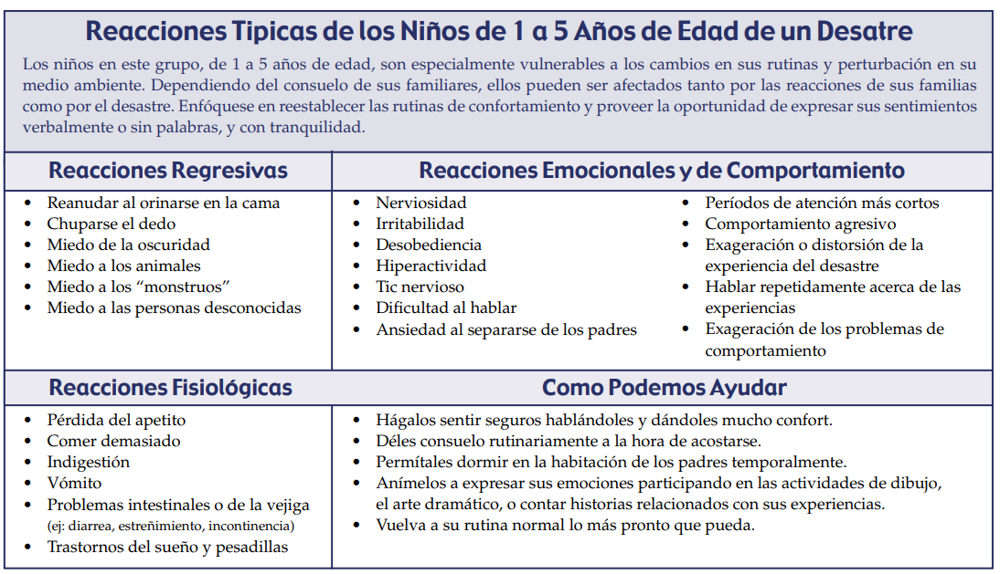 Reacciones Tipicas de los Niños de 1 a 5 Años de Edad de un Desatre
Los niños en este grupo, de 1 a 5 años de edad, son especialmente vulnerables a los cambios en sus rutinas y perturbación en su
medio ambiente. Dependiendo del consuelo de sus familiares, ellos pueden ser afectados tanto por las reacciones de sus familias
como por el desastre. Enfóquese en reestablecer las rutinas de confortamiento y proveer la oportunidad de expresar sus sentimientos
verbalmente o sin palabras, y con tranquilidad.
Reacciones Regresivas
• Reanudar al orinarse en la cama
• Chuparse el dedo
• Miedo de la oscuridad
• Miedo a los animales
• Miedo a los “monstruos”
• Miedo a las personas desconocidas
Reacciones Emocionales y de Comportamiento
• Nerviosidad
• Irritabilidad
• Desobediencia
• Hiperactividad
• Tic nervioso
• Dificultad al hablar
• Ansiedad al separarse de los padres
• Períodos de atención más cortos
• Comportamiento agresivo
• Exageración o distorsión de la
experiencia del desastre
• Hablar repetidamente acerca de las
experiencias
• Exageración de los problemas de
comportamiento
Reacciones Fisiológicas
• Pérdida del apetito
• Comer demasiado
• Indigestión
• Vómito
• Problemas intestinales o de la vejiga
(ej: diarrea, estreñimiento, incontinencia)
• Trastornos del sueño y pesadillas
Como Podemos Ayudar
• Hágalos sentir seguros hablándoles y dándoles mucho confort.
• Déles consuelo rutinariamente a la hora de acostarse.
• Permítales dormir en la habitación de los padres temporalmente.
• Anímelos a expresar sus emociones participando en las actividades de dibujo,
el arte dramático, o contar historias relacionados con sus experiencias.
• Vuelva a su rutina normal lo más pronto que pueda.